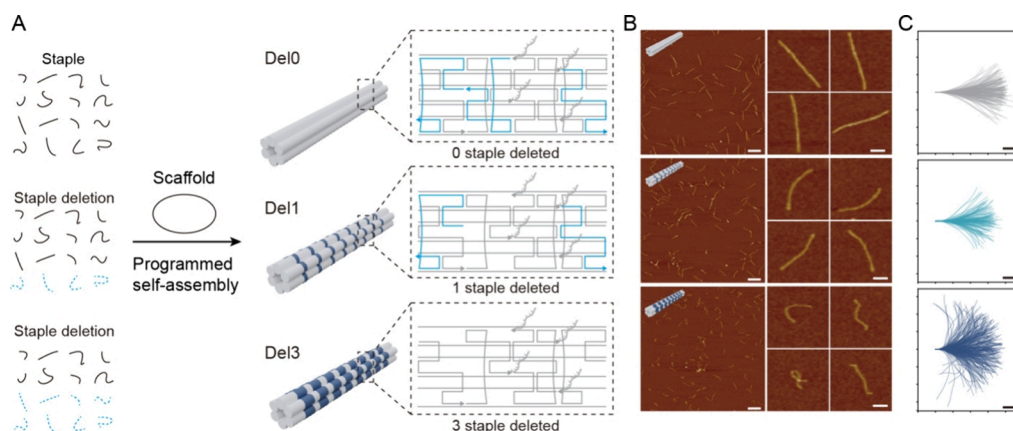 A
Staple
Staple deletion
Staple deletion
Scaffold
Programmed
self-assembly
Del0
0 staple deleted
Del1
1 staple deleted
Del3
3 staple deleted
B
C